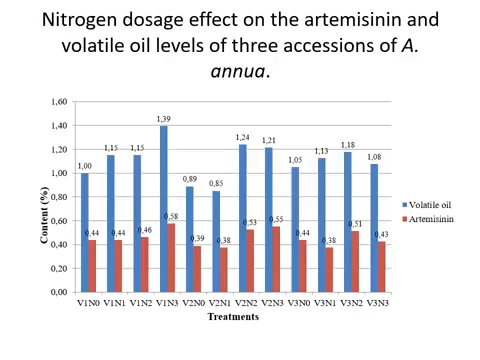 Nitrogen dosage effect on the artemisinin and
volatile oil levels of three accessions of A.
annua.
1,60
1,40
1,20
1,00
0,80
0,60
0,40
0,20
0,00
Content (%)
1,00 0,44 1,15 0,44 1,15 0,46 1,39 0,58 0,89 0,39 0,85 0,38 1,24 0,53 1,21 0,55 1,05 0,44 1,13 0,38 1,18 0,51 1,08 0,43
V1N0 V1N1 V1N2 V1N3 V2N0 V2N1 V2N2 V2N3 V3N0 V3N1 V3N2 V3N3
Treatments
Volatile oil
Artemisinin